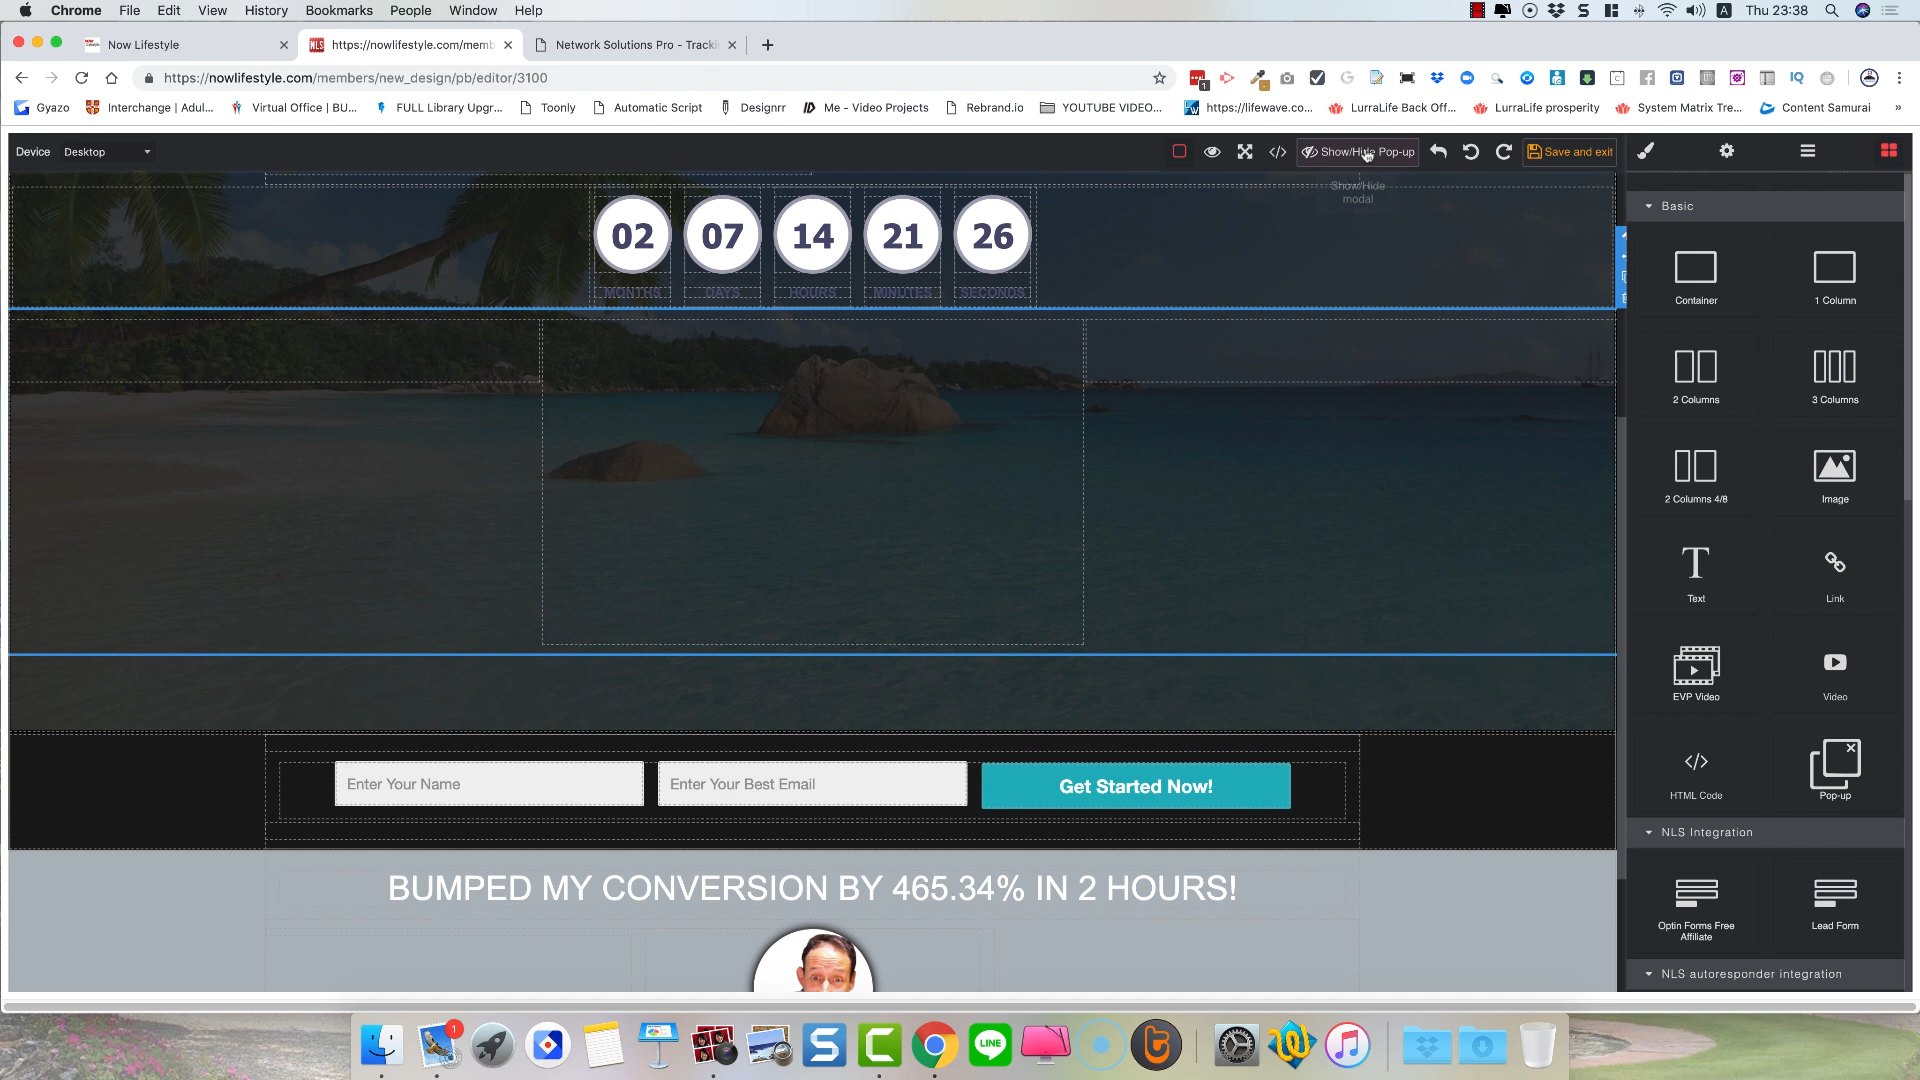 Chrome File Edit View History Bookmarks People Window Help
A Thu 23:38
Now Lifestyle
NLS https://nowlifestyle.com/memb
Network Solutions Pro - Tracki
https://nowlifestyle.com/members/new_design/pb/editor/3100
Gyazo
Interchange | Adul...
Virtual Office | BU...
FULL Library Upgr...
Toonly
Automatic Script
Designrr
Me - Video Projects
Rebrand.io
YOUTUBE VIDEO...
https://lifewave.co...
LurraLife Back Off...
LurraLife prosperity
System Matrix Tre...
Content Samurai
Device Desktop
Show/Hide Pop-up
Save and exit
Show/Hide
modal
02 07 14 21 26
MONTHS DAYS HOURS MINUTES SECONDS
Enter Your Name
Enter Your Best Email
Get Started Now!
BUMPED MY CONVERSION BY 465.34% IN 2 HOURS!
Basic
Container
1 Column
2 Columns
3 Columns
2 Columns 4/8
Image
Text
Link
EVP Video
Video
HTML Code
Pop-up
NLS Integration
Optin Forms Free
Affiliate
Lead Form
NLS autoresponder integration
1
LINE